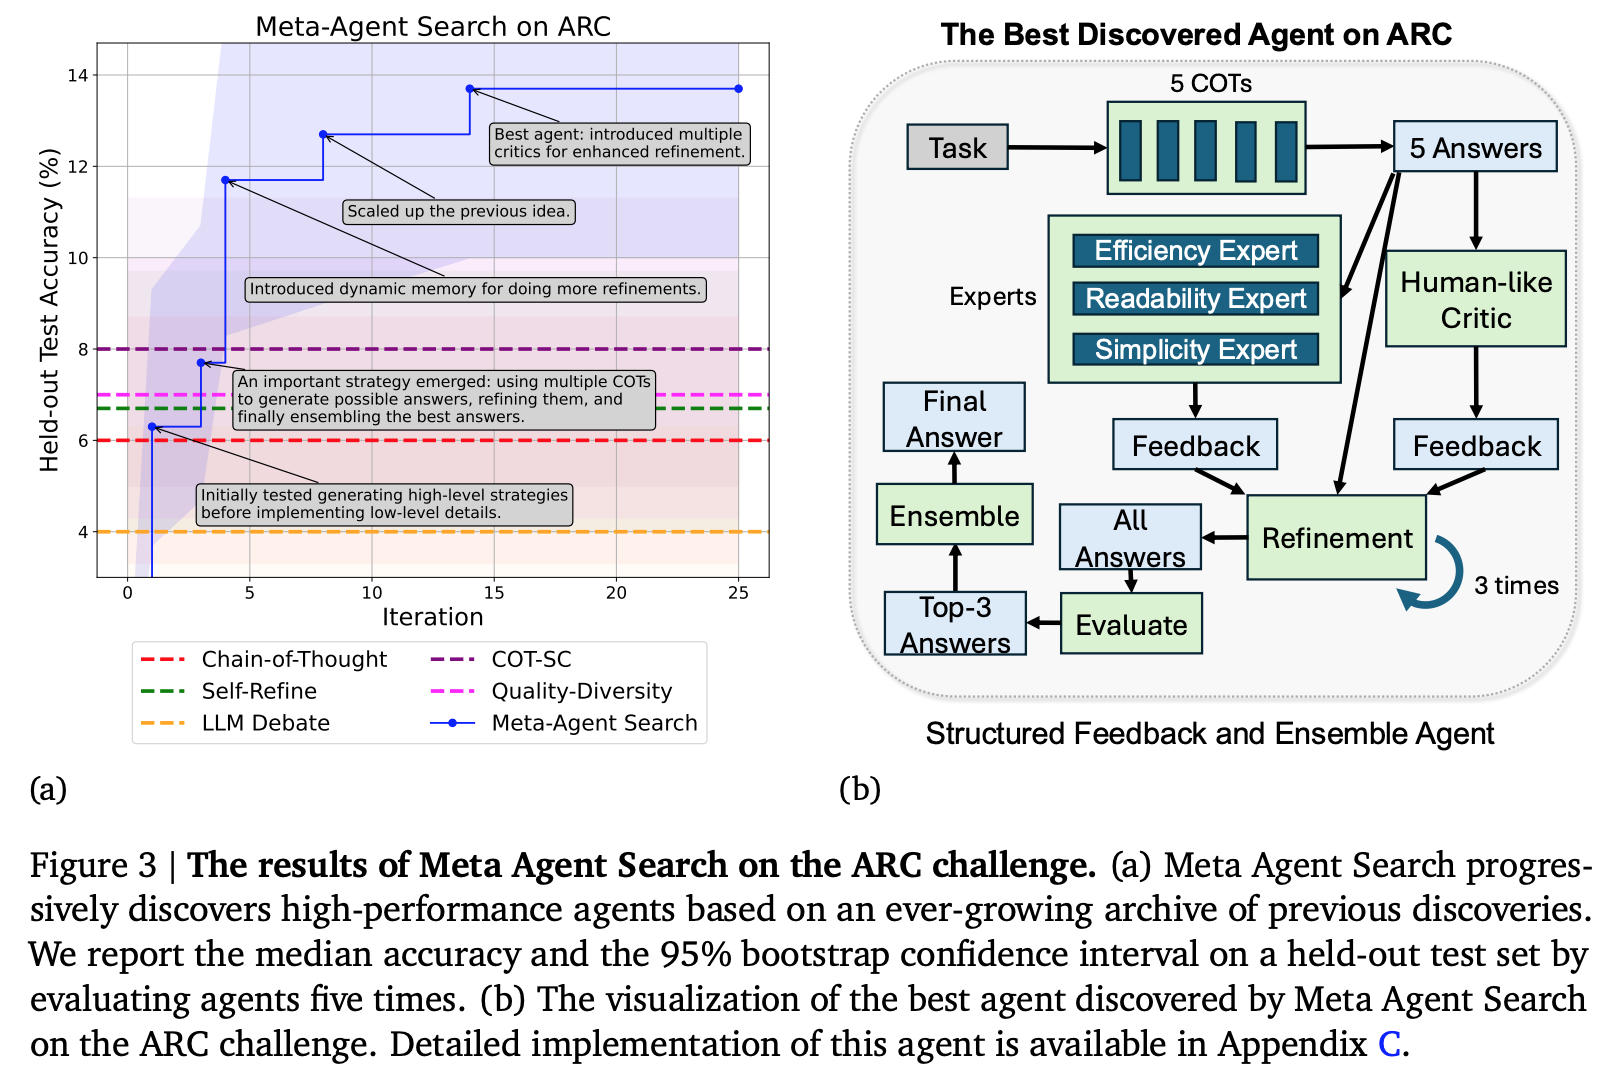 Meta-Agent Search on ARC
Held-out Test Accuracy (%)
14
12
10
8
6
4
Best agent: introduced multiple
critics for enhanced refinement.
Scaled up the previous idea.
Introduced dynamic memory for doing more refinements.
An important strategy emerged: using multiple COTs
to generate possible answers, refining them, and
finally ensembling the best answers.
Initially tested generating high-level strategies
before implementing low-level details.
0 5 10 15 20 25
Iteration
Chain-of-Thought
Self-Refine
LLM Debate
COT-SC
Quality-Diversity
Meta-Agent Search
(a)
The Best Discovered Agent on ARC
5 COTs
Task
5 Answers
Experts
Efficiency Expert
Readability Expert
Simplicity Expert
Human-like
Critic
Feedback
Feedback
Refinement
3 times
All
Answers
Evaluate
Top-3
Answers
Ensemble
Final
Answer
Structured Feedback and Ensemble Agent
(b)
Figure 3 | The results of Meta Agent Search on the ARC challenge. (a) Meta Agent Search progres-
sively discovers high-performance agents based on an ever-growing archive of previous discoveries.
We report the median accuracy and the 95% bootstrap confidence interval on a held-out test set by
evaluating agents five times. (b) The visualization of the best agent discovered by Meta Agent Search
on the ARC challenge. Detailed implementation of this agent is available in Appendix C.